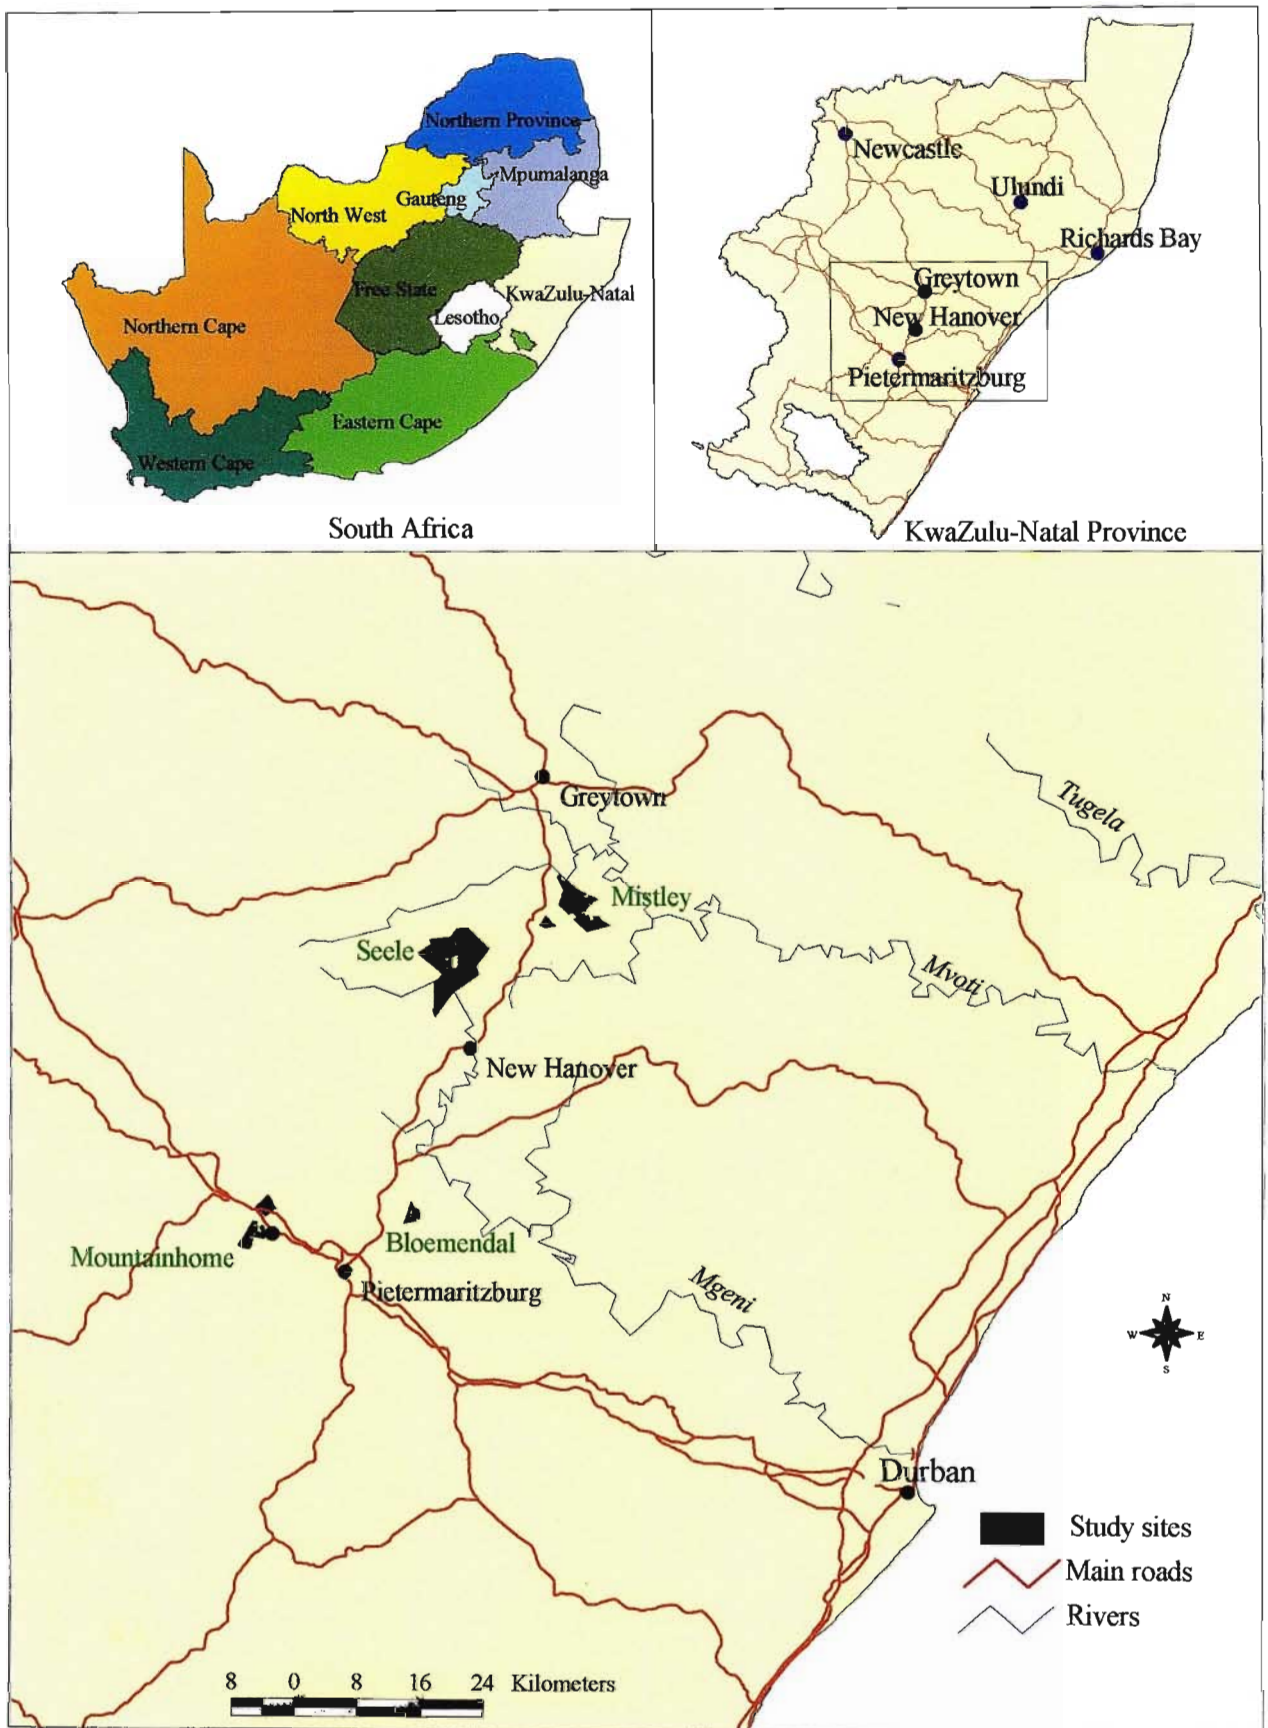 Northern Province
Mpumalanga
Gauteng
North West
Free State
KwaZulu-Natal
Lesotho
Northern Cape
Eastern Cape
Western Cape
South Africa
Newcastle
Ulundi
Richards Bay
Greytown
New Hanover
Pietermaritzburg
KwaZulu-Natal Province
Greytown
Tugela
Mistley
Seele
Mvoti
New Hanover
Bloemendal
Mountainhome
Pietermaritzburg
Mgeni
N
W E
S
Durban
Study sites
Main roads
Rivers
8 0 8 16 24 Kilometers